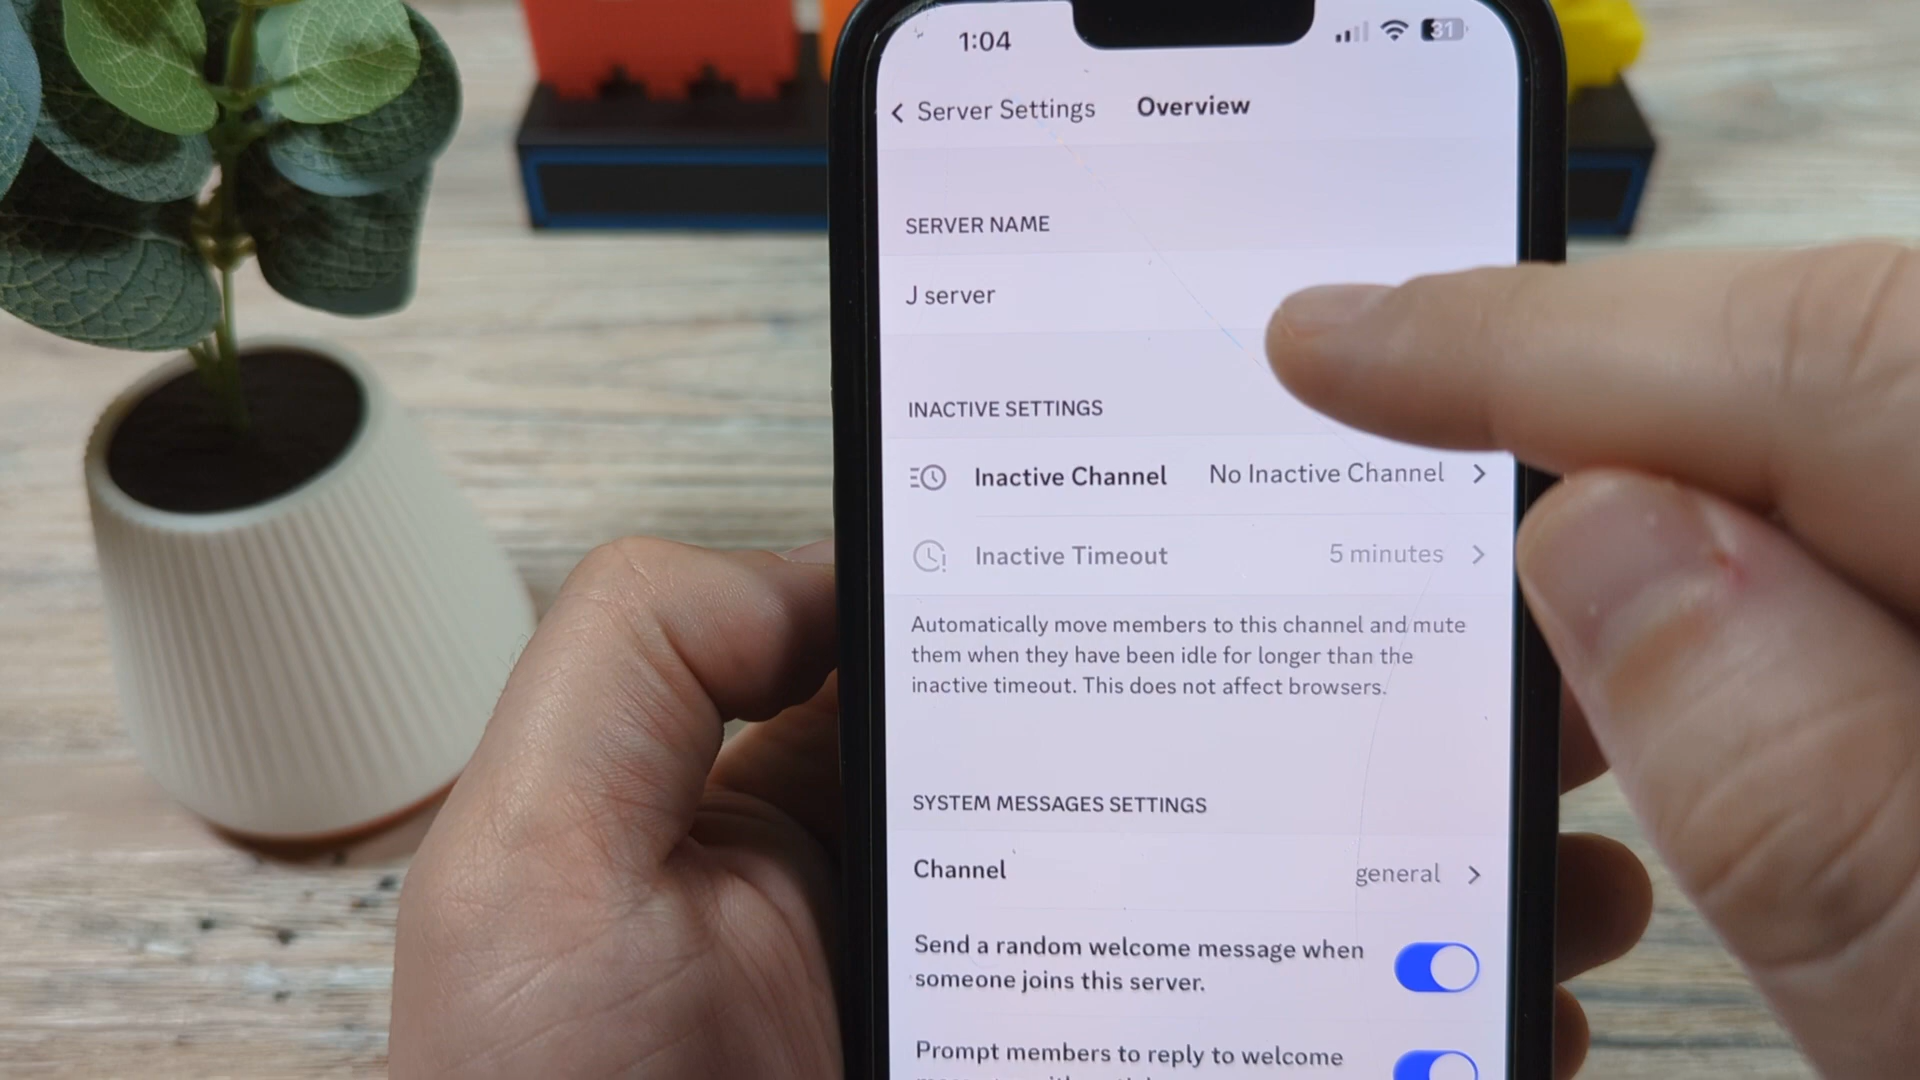 1:04
31
Server Settings Overview
SERVER NAME
J server
INACTIVE SETTINGS
Inactive Channel No Inactive Channel
Inactive Timeout 5 minutes
Automatically move members to this channel and mute
them when they have been idle for longer than the
inactive timeout. This does not affect browsers.
SYSTEM MESSAGES SETTINGS
Channel general
Send a random welcome message when
someone joins this server.
Prompt members to reply to welcome